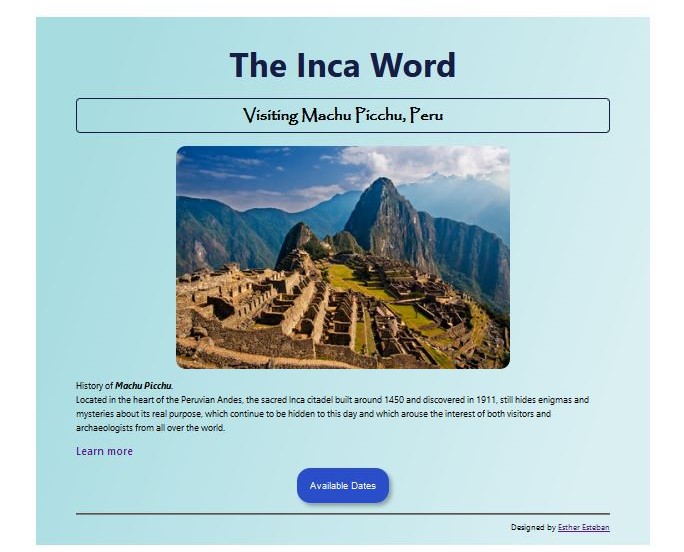 The Inca Word
Visiting Machu Picchu, Peru
History of Machu Picchu.
Located in the heart of the Peruvian Andes, the sacred Inca citadel built around 1450 and discovered in 1911, still hides enigmas and
mysteries about its real purpose, which continue to be hidden to this day and which arouse the interest of both visitors and
archaeologists from all over the world.
Learn more
Available Dates
Designed by Esther Esteban